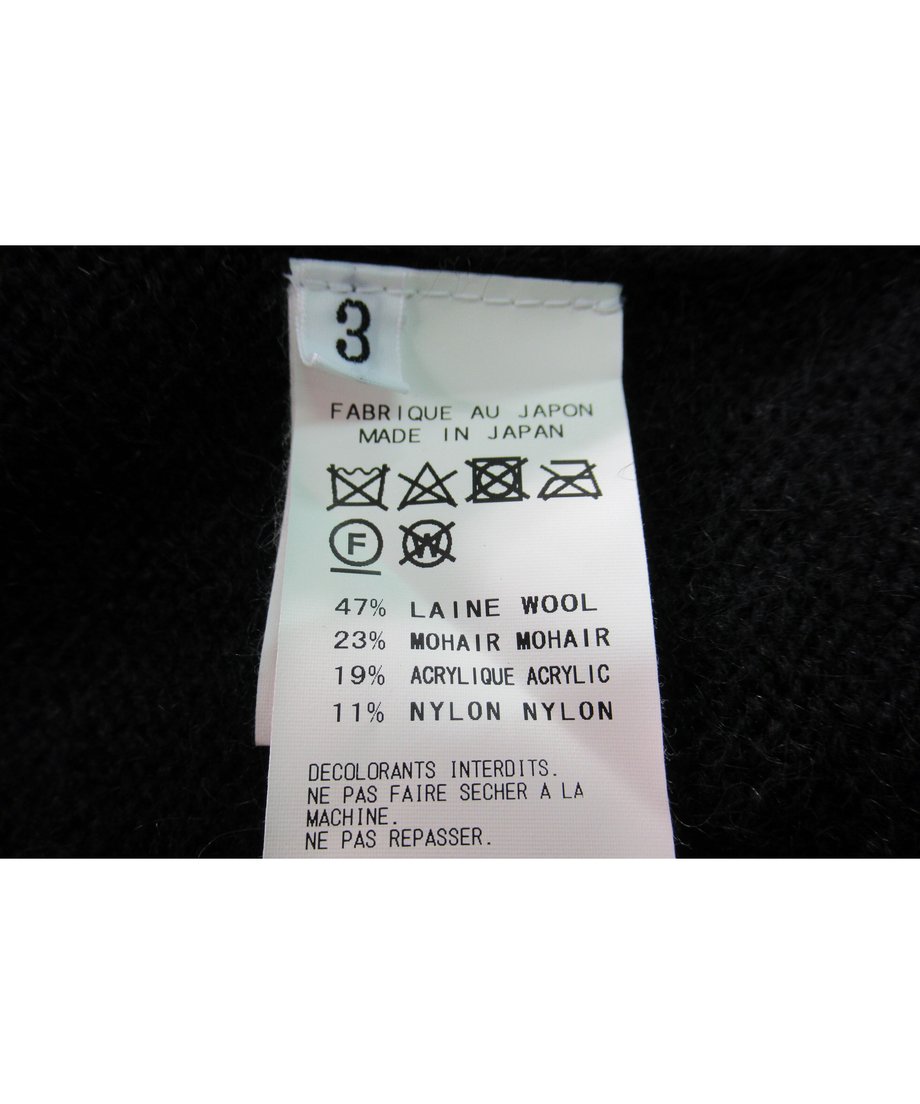 3
FABRIQUE AU JAPON
MADE IN JAPAN
F W
47% LAINE WOOL
23% MOHAIR MOHAIR
19% ACRYLIQUE ACRYLIC
11% NYLON NYLON
DECOLORANTS INTERDITS.
NE PAS FAIRE SECHER A LA
MACHINE.
NE PAS REPASSER.